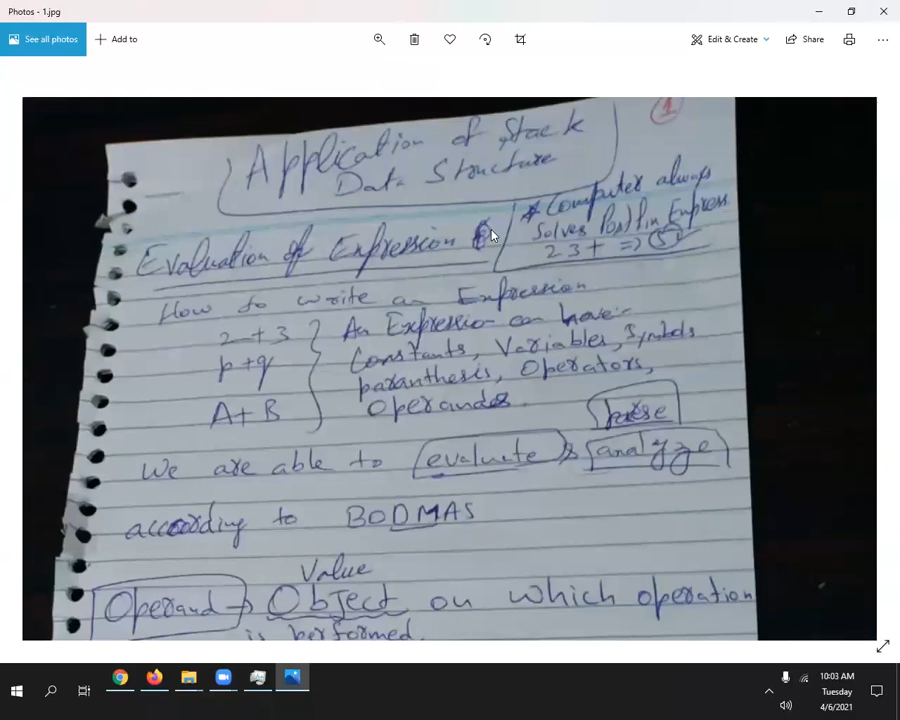 Photos - 1.jpg
See all photos
Add to
Edit & Create
Share
1
Application of Stack
Data Structure
* Computer always
Solves Postfix Express
2 3 + => 5
Evaluation of Expression
How to write an Expression
2 + 3
p + q
A + B
An Expression can have:-
Constants, Variables, Symbols
paranthesis, Operators,
Operandes.
parse
We are able to evaluate & analyze
according to BODMAS
Value
Operand → Object on which operation
is performed.
10:03 AM
Tuesday
4/6/2021